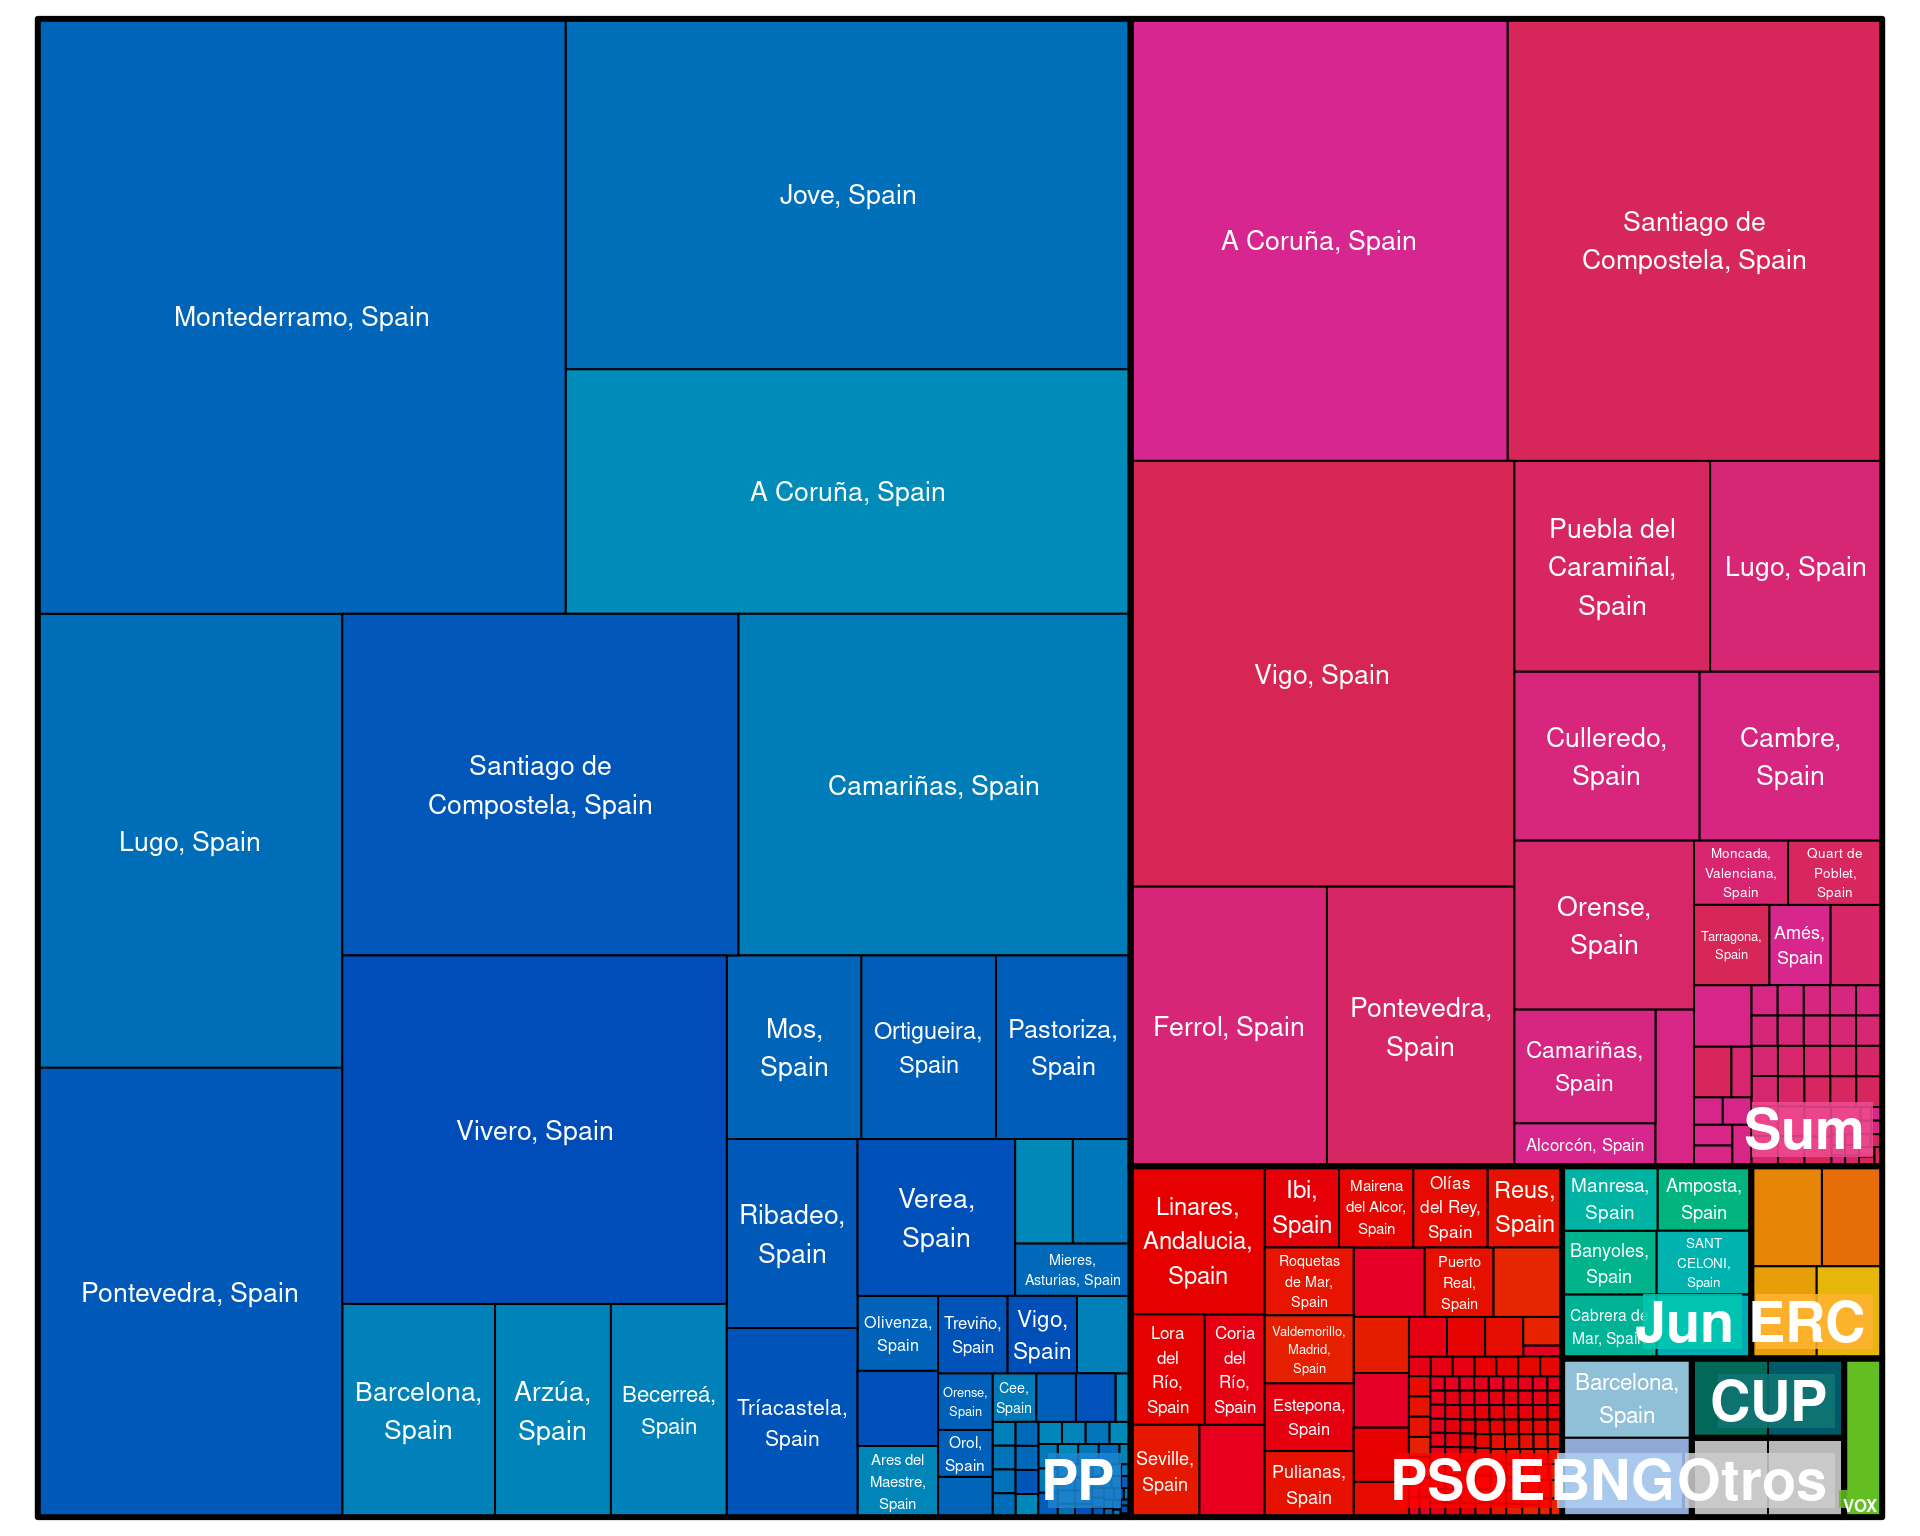 Montederramo, Spain
Jove, Spain
A Coruña, Spain
Lugo, Spain
Santiago de
Compostela, Spain
Camariñas, Spain
Pontevedra, Spain
Vivero, Spain
Barcelona,
Spain
Arzúa,
Spain
Becerreá,
Spain
Mos,
Spain
Ortigueira,
Spain
Pastoriza,
Spain
Ribadeo,
Spain
Tríacastela,
Spain
Verea,
Spain
Mieres,
Asturias, Spain
Olivenza,
Spain
Treviño,
Spain
Vigo,
Spain
Ares del
Maestre,
Spain
Orense,
Spain
Cee,
Spain
Orol,
Spain
PP
A Coruña, Spain
Santiago de
Compostela, Spain
Vigo, Spain
Puebla del
Caramiñal,
Spain
Lugo, Spain
Culleredo,
Spain
Cambre,
Spain
Ferrol, Spain
Pontevedra,
Spain
Orense,
Spain
Moncada,
Valenciana,
Spain
Quart de
Poblet,
Spain
Tarragona,
Spain
Amés,
Spain
Camariñas,
Spain
Alcorcón, Spain
Sum
Linares,
Andalucia,
Spain
Ibi,
Spain
Mairena
del Alcor,
Spain
Olías
del Rey,
Spain
Reus,
Spain
Roquetas
de Mar,
Spain
Puerto
Real,
Spain
Lora
del
Río,
Spain
Coria
del
Río,
Spain
Valdemorillo,
Madrid,
Spain
Estepona,
Spain
Seville,
Spain
Pulianas,
Spain
PSOE
Manresa,
Spain
Amposta,
Spain
Banyoles,
Spain
SANT
CELONI,
Spain
Cabrera de
Mar, Spain
Jun
ERC
Barcelona,
Spain
BNG
CUP
Otros
VOX